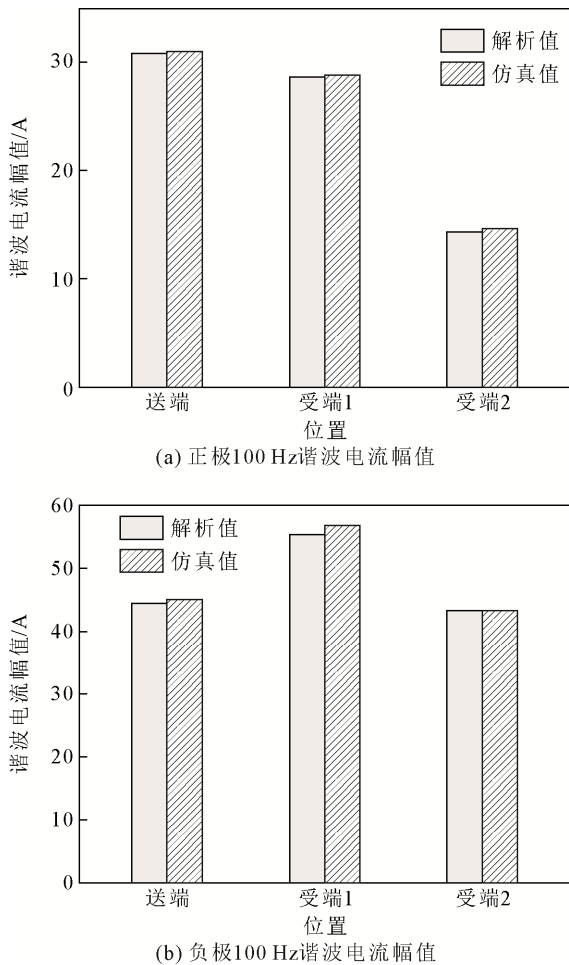 30
20
10
0
谐波电流幅值/A
解析值
仿真值
送端
受端1
受端2
位置
(a) 正极100 Hz谐波电流幅值
60
50
40
30
20
10
0
谐波电流幅值/A
解析值
仿真值
送端
受端1
受端2
位置
(b) 负极100 Hz谐波电流幅值